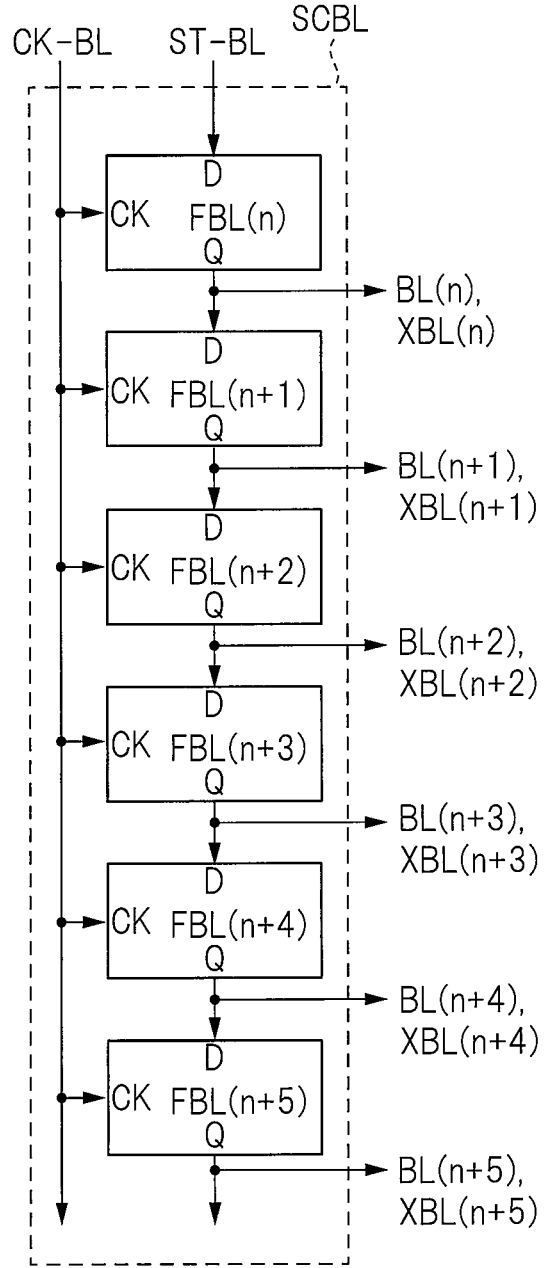 SCBL
CK-BL
ST-BL
D
CK FBL(n)
Q
BL(n),
XBL(n)
D
CK FBL(n+1)
Q
BL(n+1),
XBL(n+1)
D
CK FBL(n+2)
Q
BL(n+2),
XBL(n+2)
D
CK FBL(n+3)
Q
BL(n+3),
XBL(n+3)
D
CK FBL(n+4)
Q
BL(n+4),
XBL(n+4)
D
CK FBL(n+5)
Q
BL(n+5),
XBL(n+5)